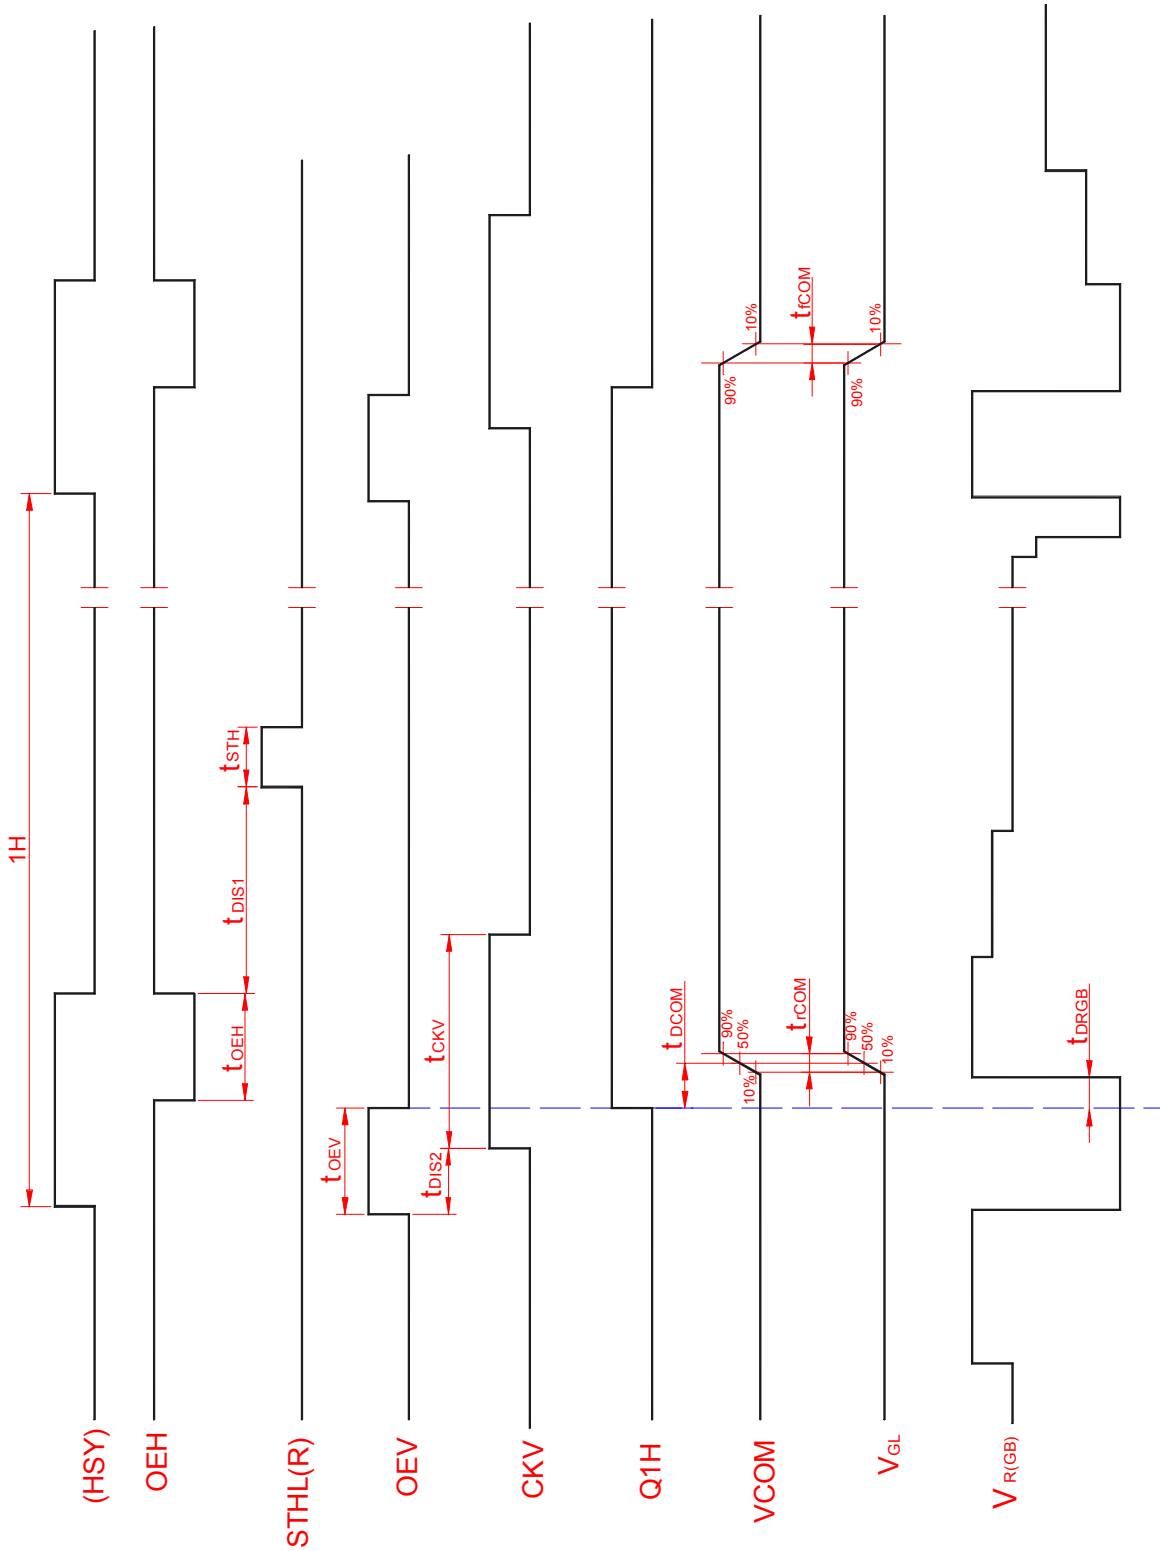 1H
(HSY)
OEH
tOEH
tDIS1
tSTH
STHL(R)
tOEV
OEV
tDIS2
tCKV
CKV
Q1H
tDCOM
90%
50%
10%
90%
10%
VCOM
trCOM
tfCOM
90%
50%
10%
90%
10%
VGL
tDRGB
VR(GB)